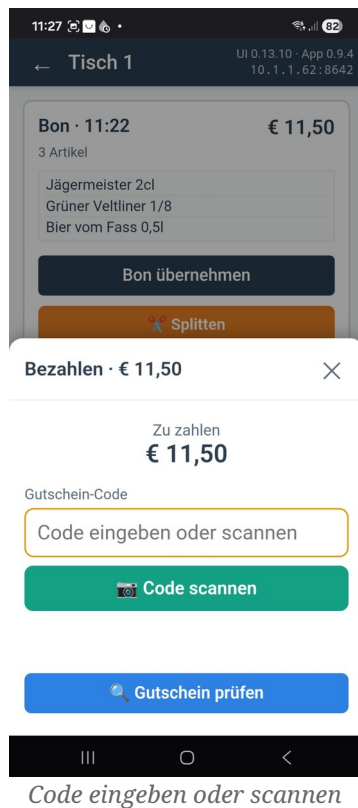 11:27
82
← Tisch 1
UI 0.13.10 · App 0.9.4
10.1.1.62:8642
Bon · 11:22
€ 11,50
3 Artikel
Jägermeister 2cl
Grüner Veltliner 1/8
Bier vom Fass 0,5l
Bon übernehmen
Splitten
Bezahlen · € 11,50
Zu zahlen
€ 11,50
Gutschein-Code
Code eingeben oder scannen
Code scannen
Gutschein prüfen
Code eingeben oder scannen